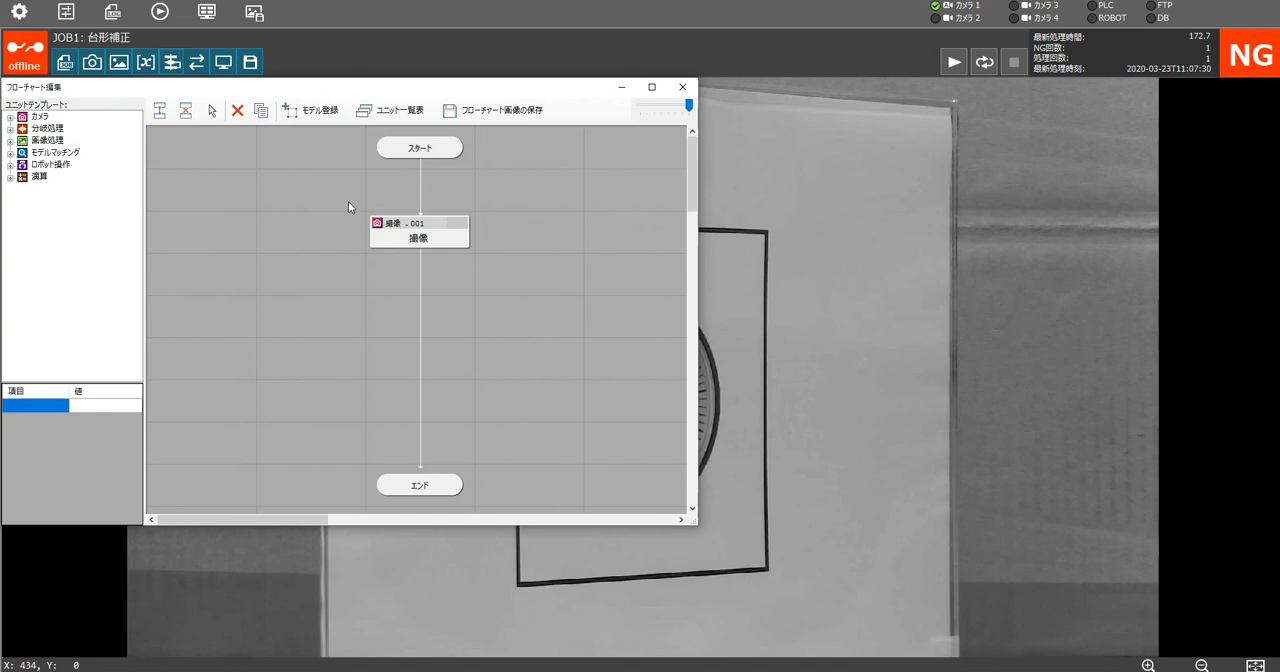 カメラ 1
カメラ 2
カメラ 3
カメラ 4
PLC
ROBOT
FTP
DB
LOG
offline
JOB1: 台形補正
LOG
[x]
最新処理時間: 172.7
NG回数: 1
処理回数: 1
最新処理時刻: 2020-03-23T11:07:30
NG
フローチャート編集
ユニットテンプレート:
カメラ
分岐処理
画像処理
モデルマッチング
ロボット操作
演算
項目 値
モデル登録 ユニット一覧表 フローチャート画像の保存
スタート
撮像 - 001
撮像
エンド
X: 434, Y: 0